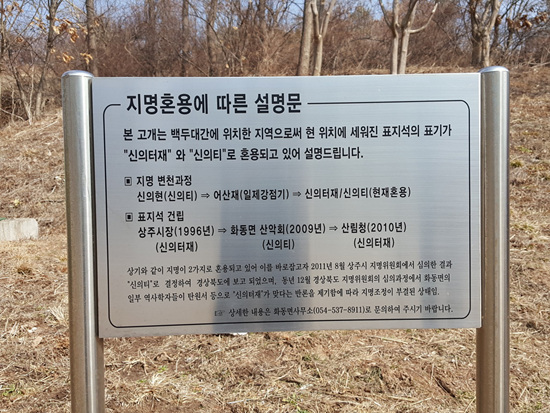 지명혼용에 따른 설명문
본 고개는 백두대간에 위치한 지역으로써 현 위치에 세워진 표지석의 표기가
"신의터재" 와 "신의티"로 혼용되고 있어 설명드립니다.
▣ 지명 변천과정
신의현(신의티) ⇒ 어산재(일제강점기) ⇒ 신의터재/신의티(현재혼용)
▣ 표지석 건립
상주시장(1996년) ⇒ 화동면 산악회(2009년) ⇒ 산림청(2010년)
(신의터재) (신의티) (신의터재)
상기와 같이 지명이 2가지로 혼용되고 있어 이를 바로잡고자 2011년 8월 상주시 지명위원회에서 심의한 결과
"신의티"로 결정하여 경상북도에 보고 되었으며, 동년 12월 경상북도 지명위원회의 심의과정에서 화동면의
일부 역사학자들이 탄원서 등으로 "신의터재"가 맞다는 반론을 제기함에 따라 지명조정이 부결된 상태임.
☞ 상세한 내용은 화동면사무소(054-537-8911)로 문의하여 주시기 바랍니다.